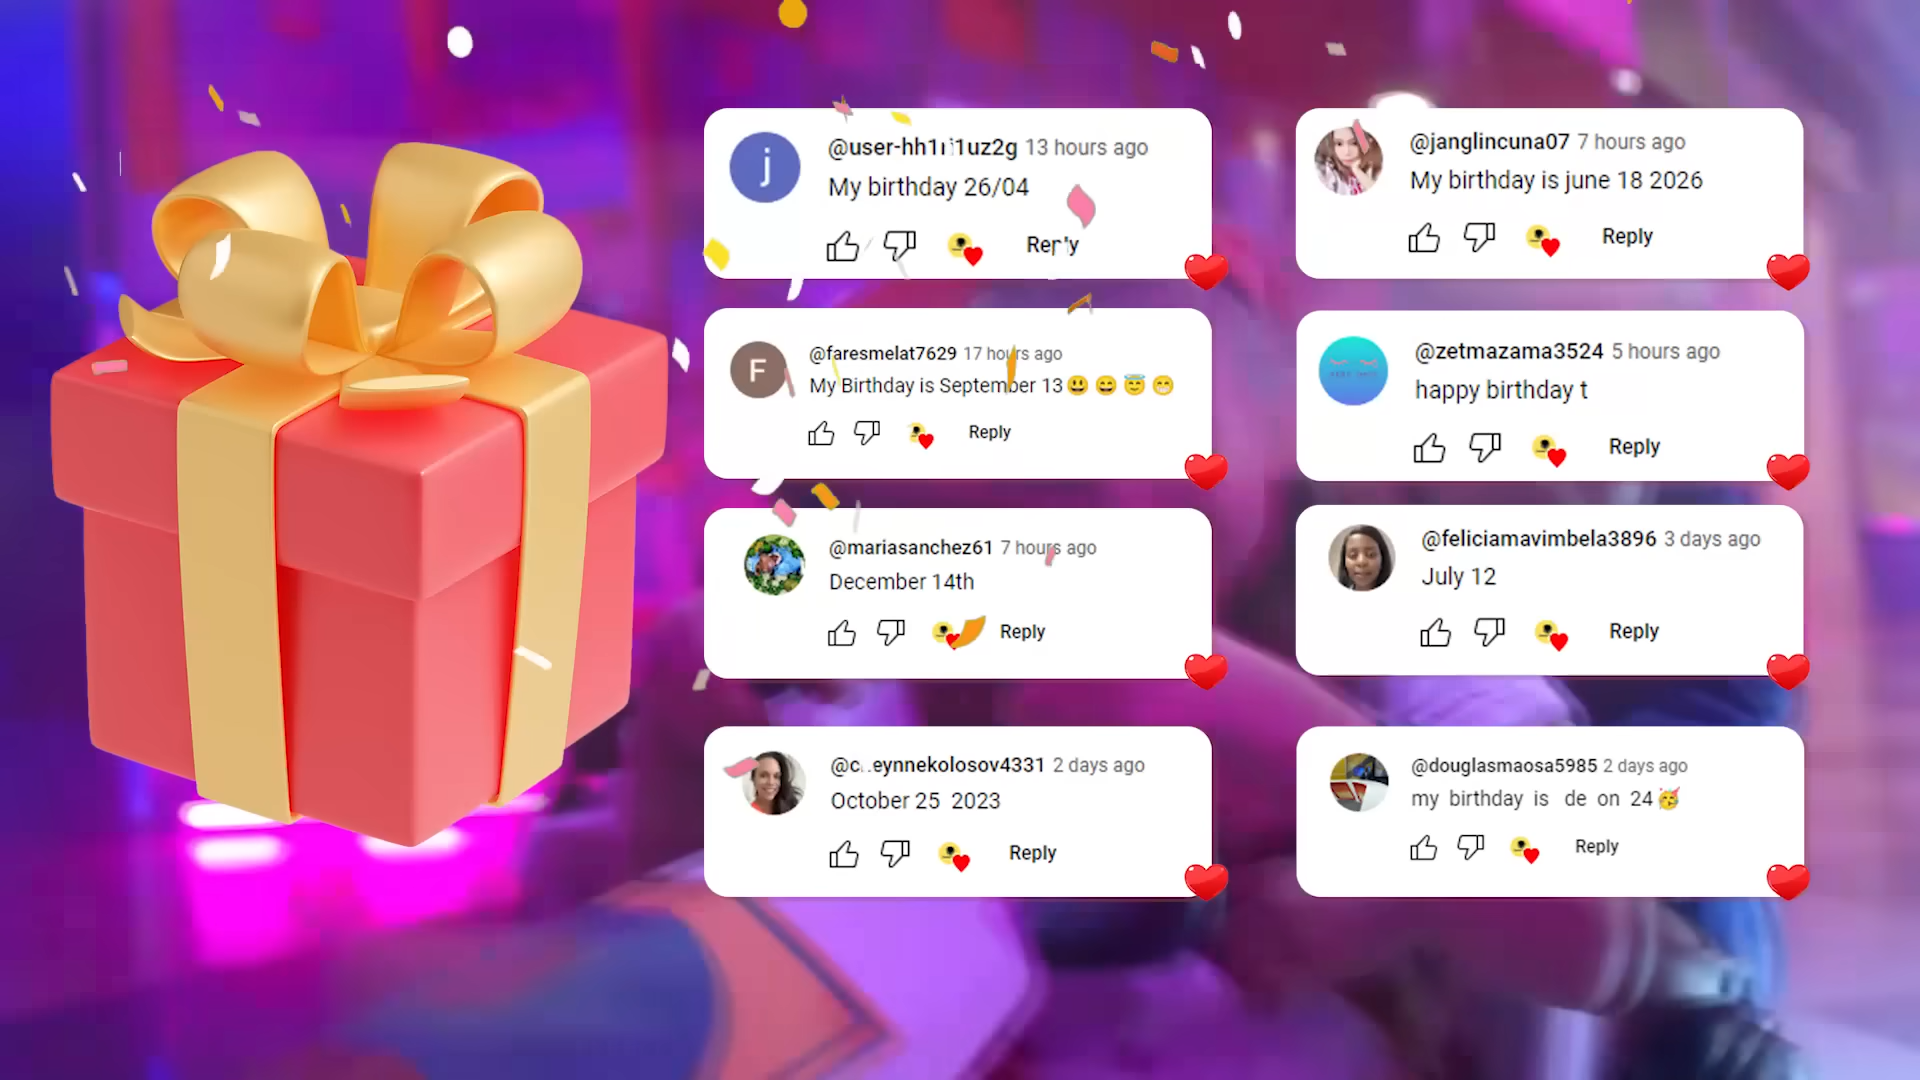 j
13 hours ago
My birthday 26/04
@janglincuna07 7 hours ago
My birthday is june 18 2026
Reply
F
@faresmelat7629 17 hours ago
My Birthday is September 13😃 😄 😇 😁
Reply
@zetmazama3524 5 hours ago
happy birthday t
Reply
@mariasanchez61 7 hours ago
December 14th
Reply
@feliciamavimbela3896 3 days ago
July 12
Reply
2 days ago
October 25 2023
Reply
@douglasmaosa5985 2 days ago
my birthday is de on 24🥳
Reply